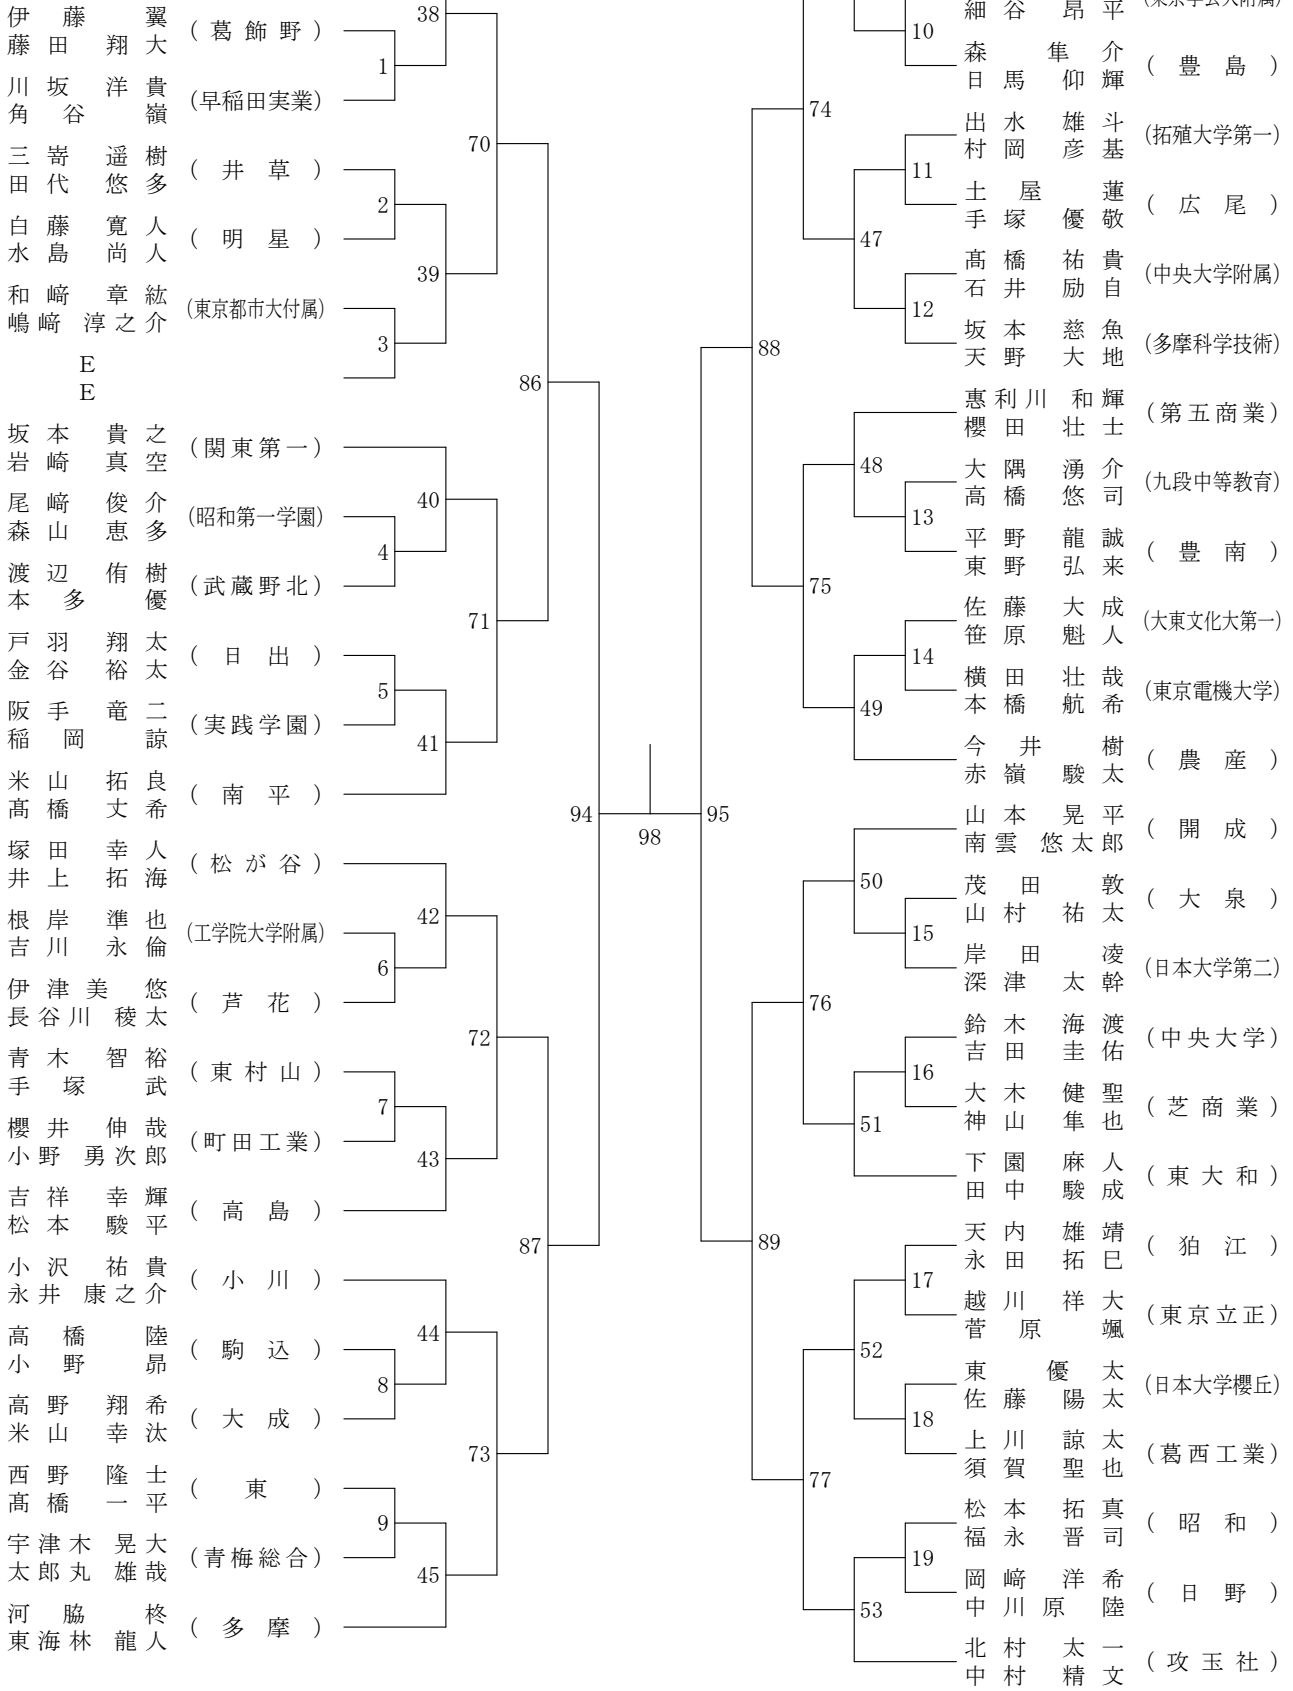 伊藤 翼
藤田 翔大
(葛飾野)
川坂 洋貴
角谷 嶺
(早稲田実業)
三嵜 遥樹
田代 悠多
(井草)
白藤 寛人
水島 尚人
(明星)
和﨑 章紘
嶋﨑 淳之介
(東京都市大付属)
E
E
坂本 貴之
岩崎 真空
(関東第一)
尾﨑 俊介
森山 恵多
(昭和第一学園)
渡辺 侑樹
本多 優
(武蔵野北)
戸羽 翔太
金谷 裕太
(日出)
阪手 竜二
稲岡 諒
(実践学園)
米山 拓良
髙橋 丈希
(南平)
塚田 幸人
井上 拓海
(松が谷)
根岸 準也
吉川 永倫
(工学院大学附属)
伊津美 悠
長谷川 稜太
(芦花)
青木 智裕
手塚 武
(東村山)
櫻井 伸哉
小野 勇次郎
(町田工業)
吉祥 幸輝
松本 駿平
(高島)
小沢 祐貴
永井 康之介
(小川)
高橋 陸
小野 昴
(駒込)
高野 翔希
米山 幸汰
(大成)
西野 隆士
髙橋 一平
(東)
宇津木 晃大
太郎丸 雄哉
(青梅総合)
河脇 柊
東海林 龍人
(多摩)
38
1
70
2
39
3
86
40
4
71
5
41
94
42
6
72
7
43
87
44
8
73
9
45
98
95
10
74
11
47
12
88
48
13
75
14
49
50
15
76
16
51
89
17
52
18
77
19
53
細谷 昂平
森 隼介
日馬 仰輝
(豊島)
出水 雄斗
村岡 彦基
(拓殖大学第一)
土屋 蓮
手塚 優敬
(広尾)
髙橋 祐貴
石井 励自
(中央大学附属)
坂本 慈魚
天野 大地
(多摩科学技術)
惠利川 和輝
櫻田 壮士
(第五商業)
大隅 湧介
高橋 悠司
(九段中等教育)
平野 龍誠
東野 弘来
(豊南)
佐藤 大成
笹原 魁人
(大東文化大第一)
横田 壮哉
本橋 航希
(東京電機大学)
今井 樹
赤嶺 駿太
(農産)
山本 晃平
南雲 悠太郎
(開成)
茂田 敦
山村 祐太
(大泉)
岸田 凌
深津 太幹
(日本大学第二)
鈴木 海渡
吉田 圭佑
(中央大学)
大木 健聖
神山 隼也
(芝商業)
下園 麻人
田中 駿成
(東大和)
天内 雄靖
永田 拓巳
(狛江)
越川 祥大
菅原 颯
(東京立正)
東 優太
佐藤 陽太
(日本大学櫻丘)
上川 諒太
須賀 聖也
(葛西工業)
松本 拓真
福永 晋司
(昭和)
岡﨑 洋希
中川原 陸
(日野)
北村 太一
中村 精文
(攻玉社)